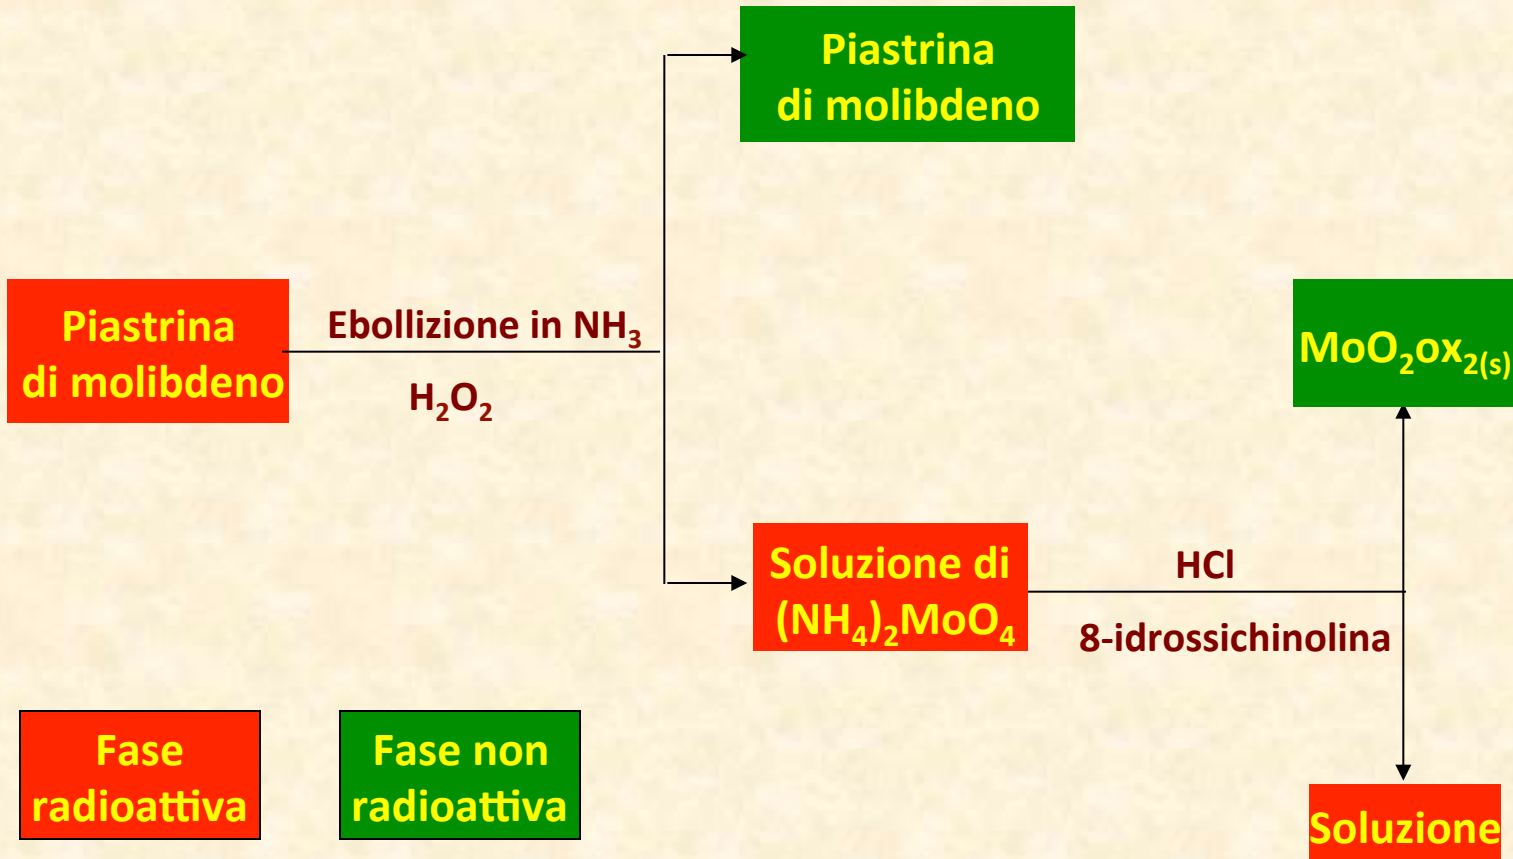 Piastrina
di molibdeno
Piastrina
di molibdeno
Ebollizione in NH₃
H₂O₂
MoO₂ox₂₍ₛ₎
Soluzione di
(NH₄)₂MoO₄
HCl
8-idrossichinolina
Fase
radioattiva
Fase non
radioattiva
Soluzione